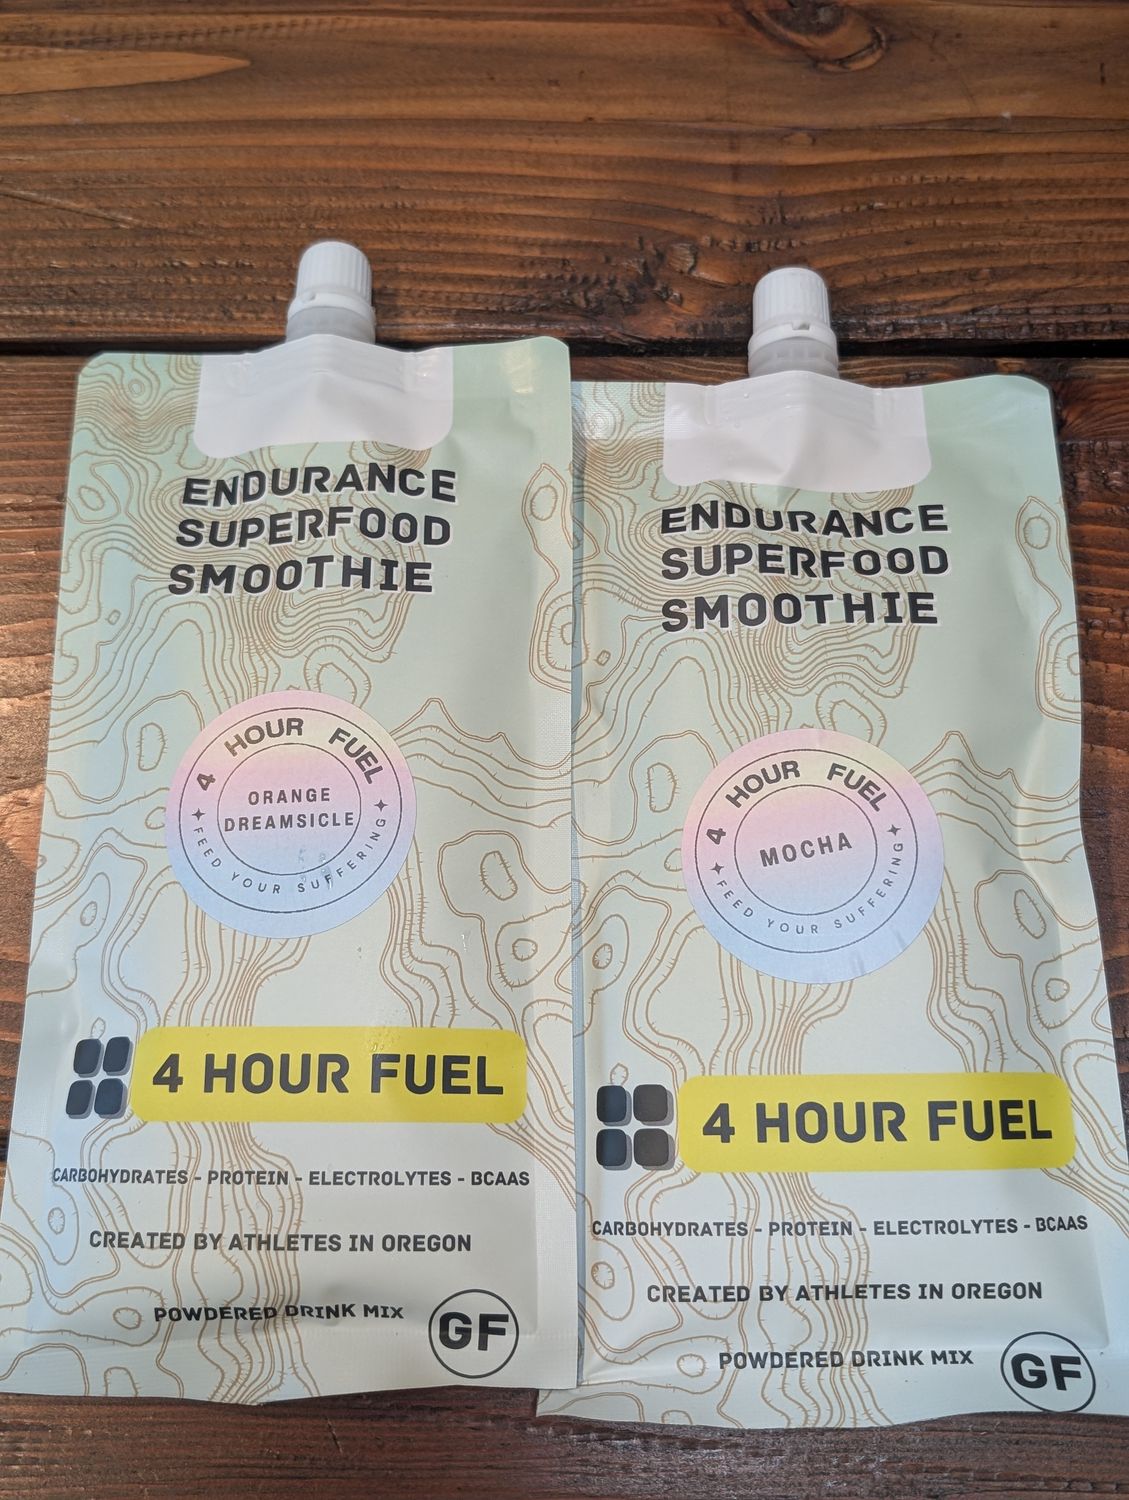 ENDURANCE
SUPERFOOD
SMOOTHIE
4 HOUR FUEL
ORANGE
DREAMSICLE
FEED YOUR SUFFERING
4 HOUR FUEL
CARBOHYDRATES - PROTEIN - ELECTROLYTES - BCAAS
CREATED BY ATHLETES IN OREGON
POWDERED DRINK MIX
GF
ENDURANCE
SUPERFOOD
SMOOTHIE
4 HOUR FUEL
MOCHA
FEED YOUR SUFFERING
4 HOUR FUEL
CARBOHYDRATES - PROTEIN - ELECTROLYTES - BCAAS
CREATED BY ATHLETES IN OREGON
POWDERED DRINK MIX
GF